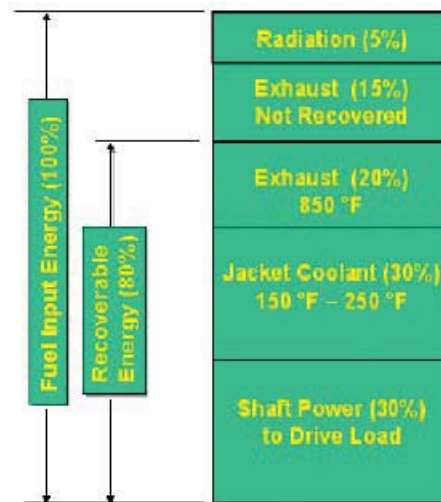 Fuel Input Energy (100%)
Recoverable
Energy (80%)
Radiation (5%)
Exhaust (15%)
Not Recovered
Exhaust (20%)
850 °F
Jacket Coolant (30%)
150 °F – 250 °F
Shaft Power (30%)
to Drive Load